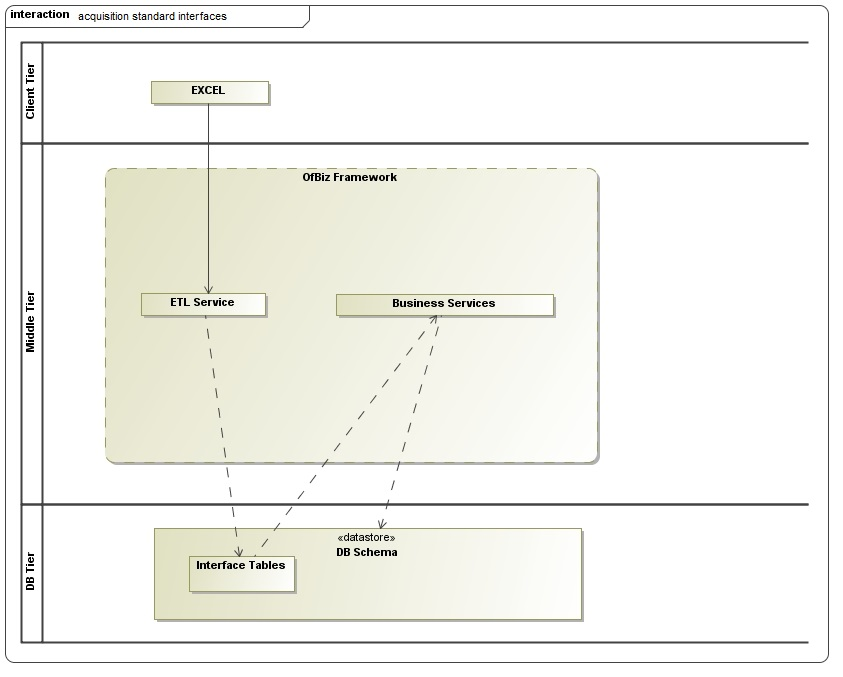 interaction acquisition standard interfaces
Client Tier
EXCEL
Middle Tier
OfBiz Framework
ETL Service
Business Services
DB Tier
«datastore»
DB Schema
Interface Tables